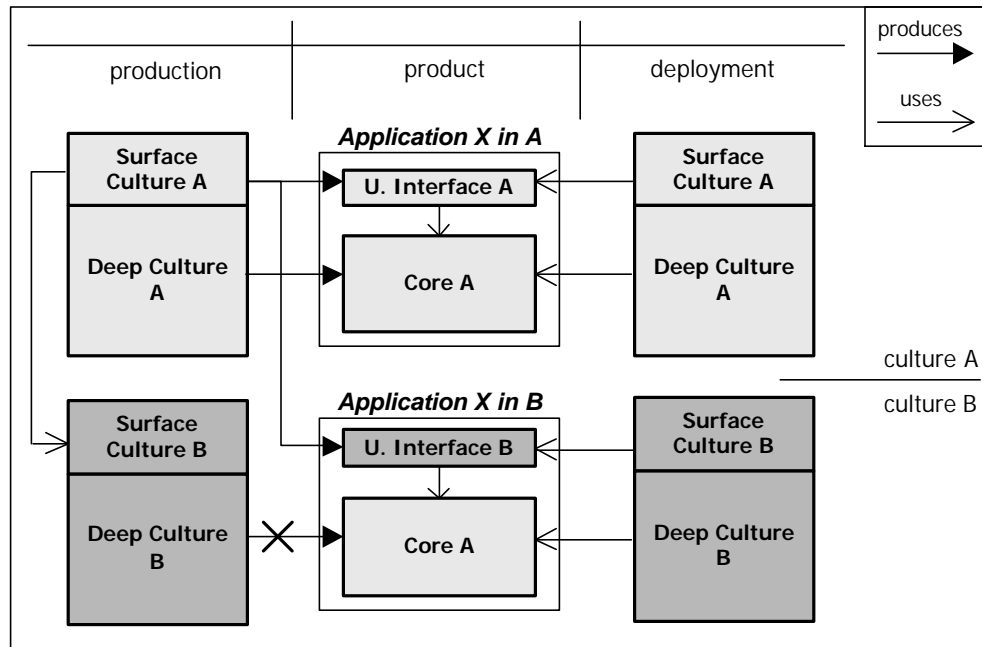 produces
uses
production
product
deployment
Application X in A
Surface
Culture A
Deep Culture
A
U. Interface A
Core A
Surface
Culture A
Deep Culture
A
culture A
culture B
Application X in B
Surface
Culture B
Deep Culture
B
U. Interface B
Core A
Surface
Culture B
Deep Culture
B